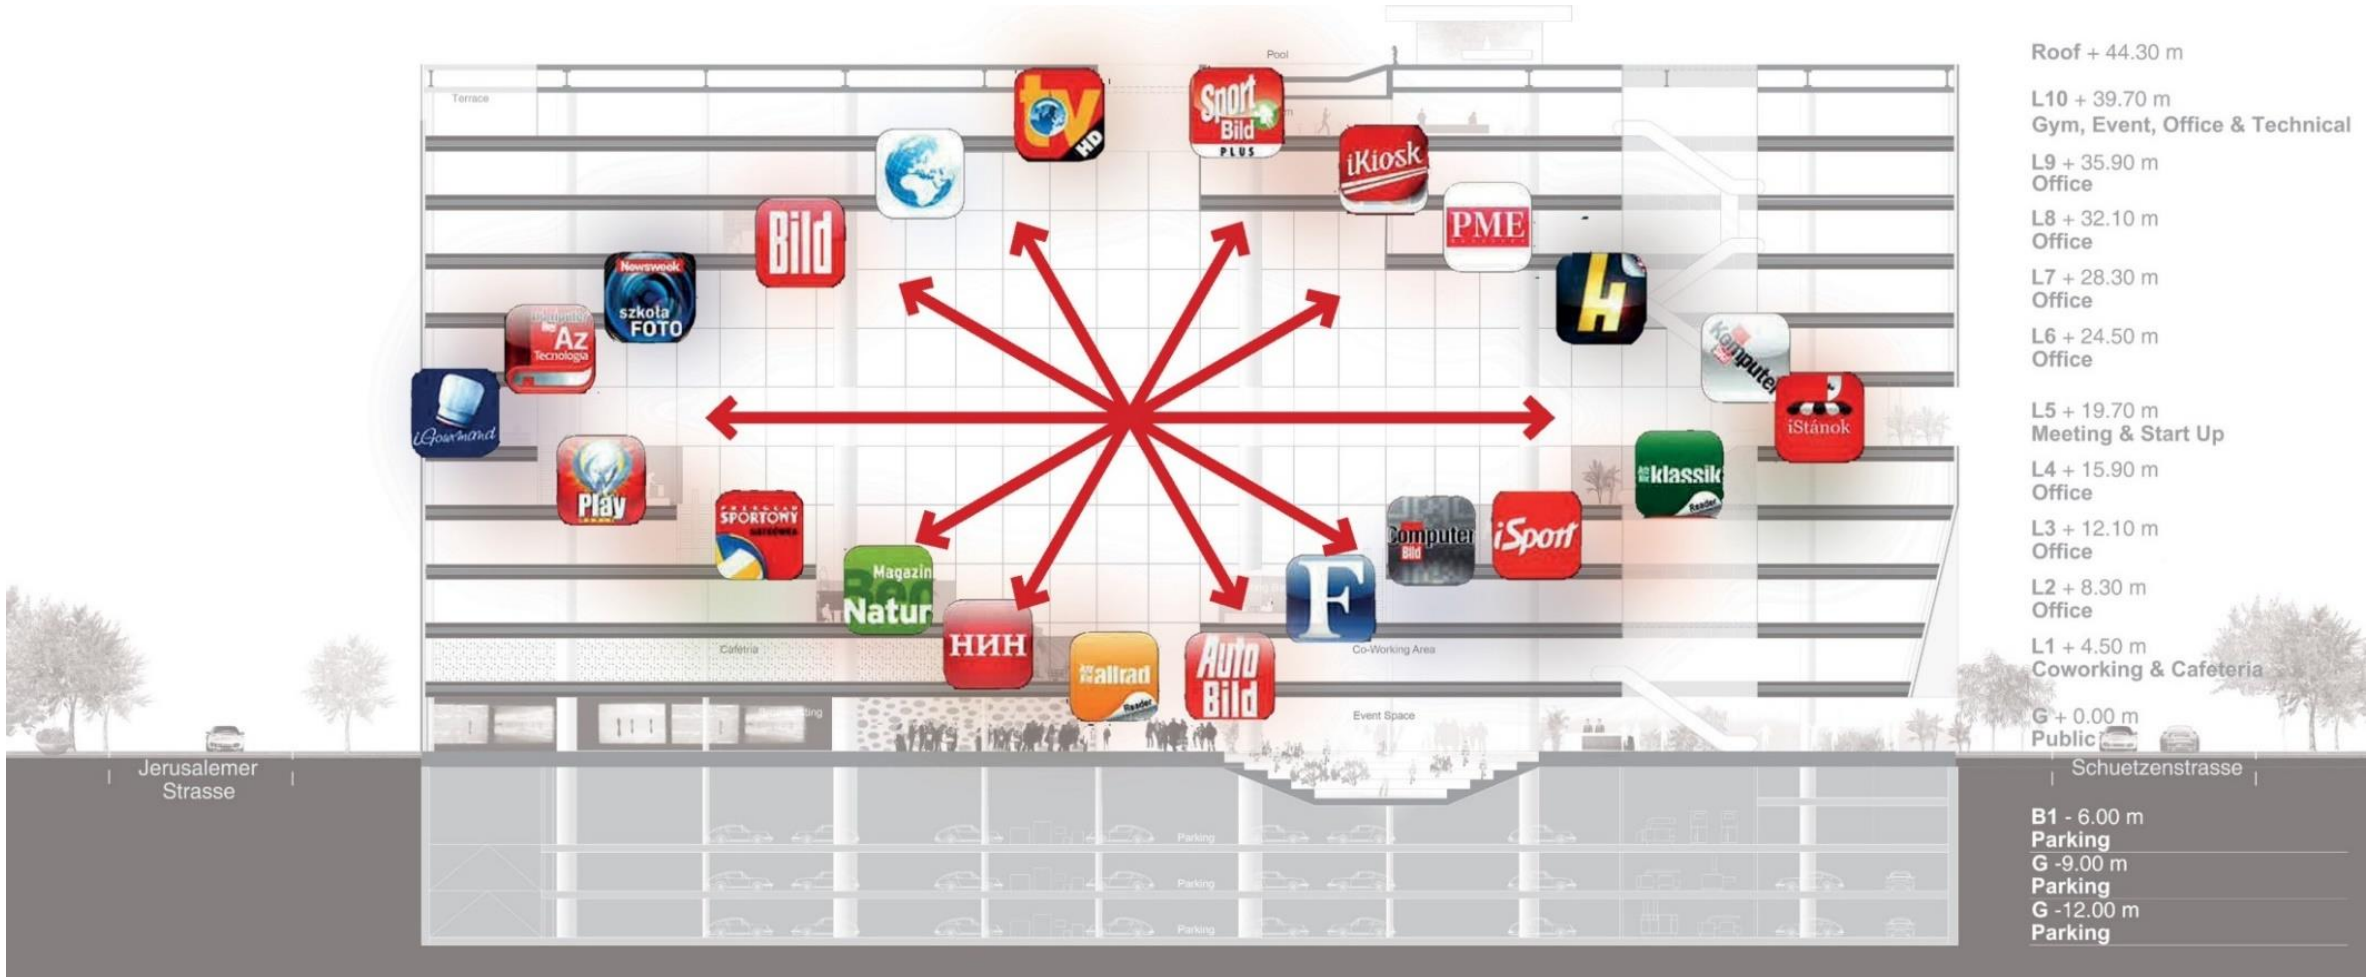 Pool
Terrace
tv
HD
Sport
Bild
PLUS
iKiosk
PME
Bild
Newsweek
szkoła
FOTO
Az
Tecnologia
iGourmand
Komputer
iStánok
klassik
Reader
Play
SPORTOWY
Computer
Bild
iSport
Magazin
Natur
F
НИН
allrad
Reader
Auto
Bild
Cafetria
Co-Working Area
Event Space
Jerusalemer
Strasse
Schuetzenstrasse
Parking
Parking
Parking
Roof + 44.30 m
L10 + 39.70 m
Gym, Event, Office & Technical
L9 + 35.90 m
Office
L8 + 32.10 m
Office
L7 + 28.30 m
Office
L6 + 24.50 m
Office
L5 + 19.70 m
Meeting & Start Up
L4 + 15.90 m
Office
L3 + 12.10 m
Office
L2 + 8.30 m
Office
L1 + 4.50 m
Coworking & Cafeteria
G + 0.00 m
Public
B1 - 6.00 m
Parking
G -9.00 m
Parking
G -12.00 m
Parking